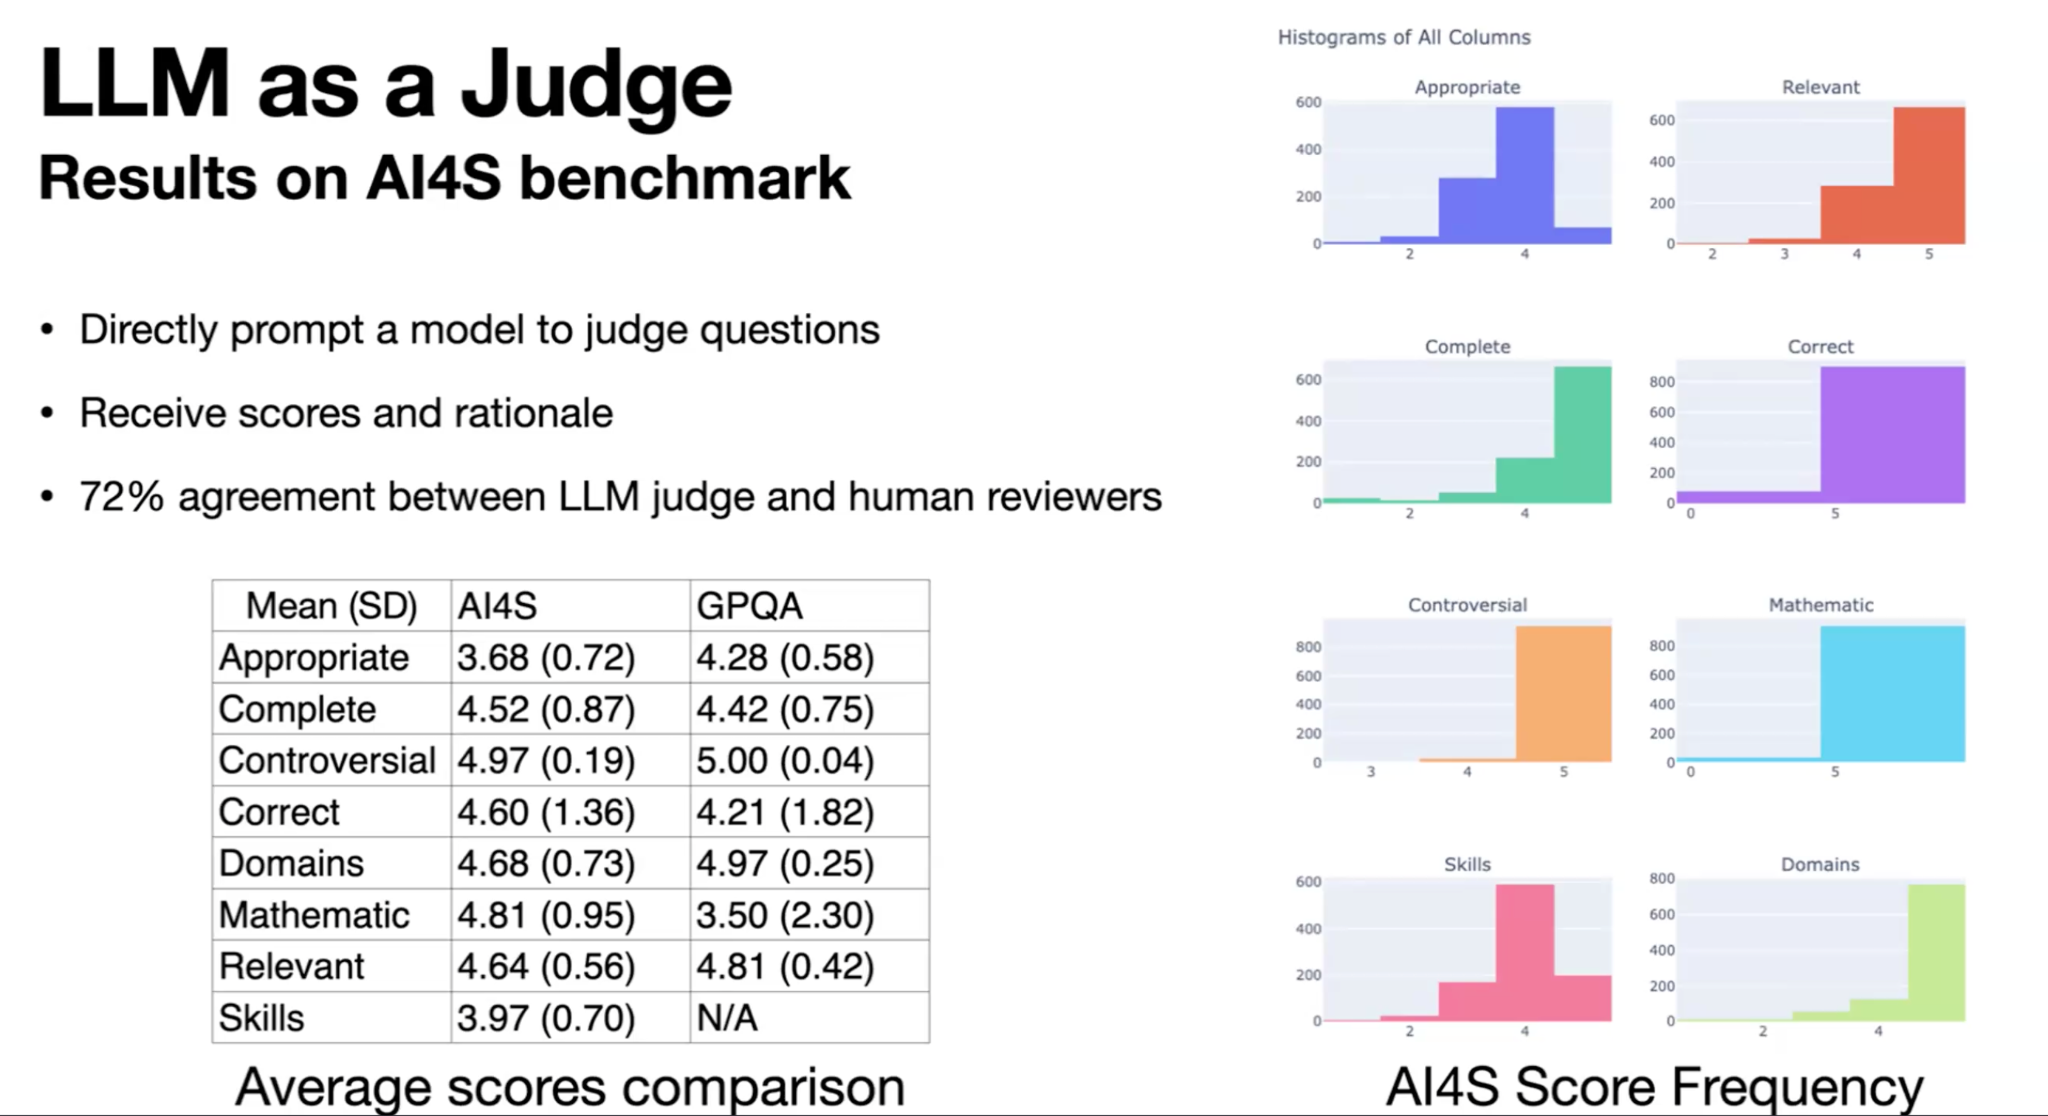 LLM as a Judge
Results on AI4S benchmark
• Directly prompt a model to judge questions
• Receive scores and rationale
• 72% agreement between LLM judge and human reviewers
Mean (SD) AI4S GPQA
Appropriate 3.68 (0.72) 4.28 (0.58)
Complete 4.52 (0.87) 4.42 (0.75)
Controversial 4.97 (0.19) 5.00 (0.04)
Correct 4.60 (1.36) 4.21 (1.82)
Domains 4.68 (0.73) 4.97 (0.25)
Mathematic 4.81 (0.95) 3.50 (2.30)
Relevant 4.64 (0.56) 4.81 (0.42)
Skills 3.97 (0.70) N/A
Average scores comparison
Histograms of All Columns
Appropriate
600
400
200
0
2 4
Relevant
600
400
200
0
2 3 4 5
Complete
600
400
200
0
2 4
Correct
800
600
400
200
0
0 5
Controversial
800
600
400
200
0
3 4 5
Mathematic
800
600
400
200
0
0 5
Skills
600
400
200
0
2 4
Domains
800
600
400
200
0
2 4
AI4S Score Frequency